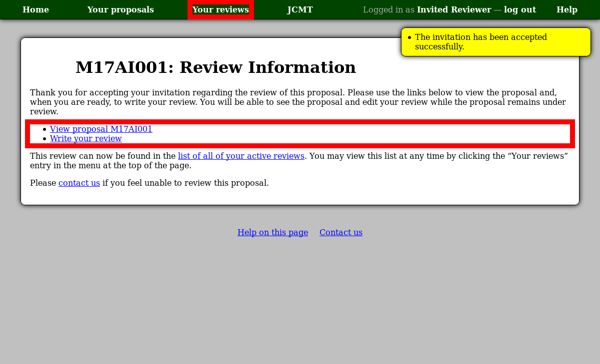 Home Your proposals Your reviews JCMT Logged in as Invited Reviewer — log out Help
• The invitation has been accepted
successfully.
M17AI001: Review Information
Thank you for accepting your invitation regarding the review of this proposal. Please use the links below to view the proposal and,
when you are ready, to write your review. You will be able to see the proposal and edit your review while the proposal remains under
review.
• View proposal M17AI001
• Write your review
This review can now be found in the list of all of your active reviews. You may view this list at any time by clicking the “Your reviews”
entry in the menu at the top of the page.
Please contact us if you feel unable to review this proposal.
Help on this page Contact us